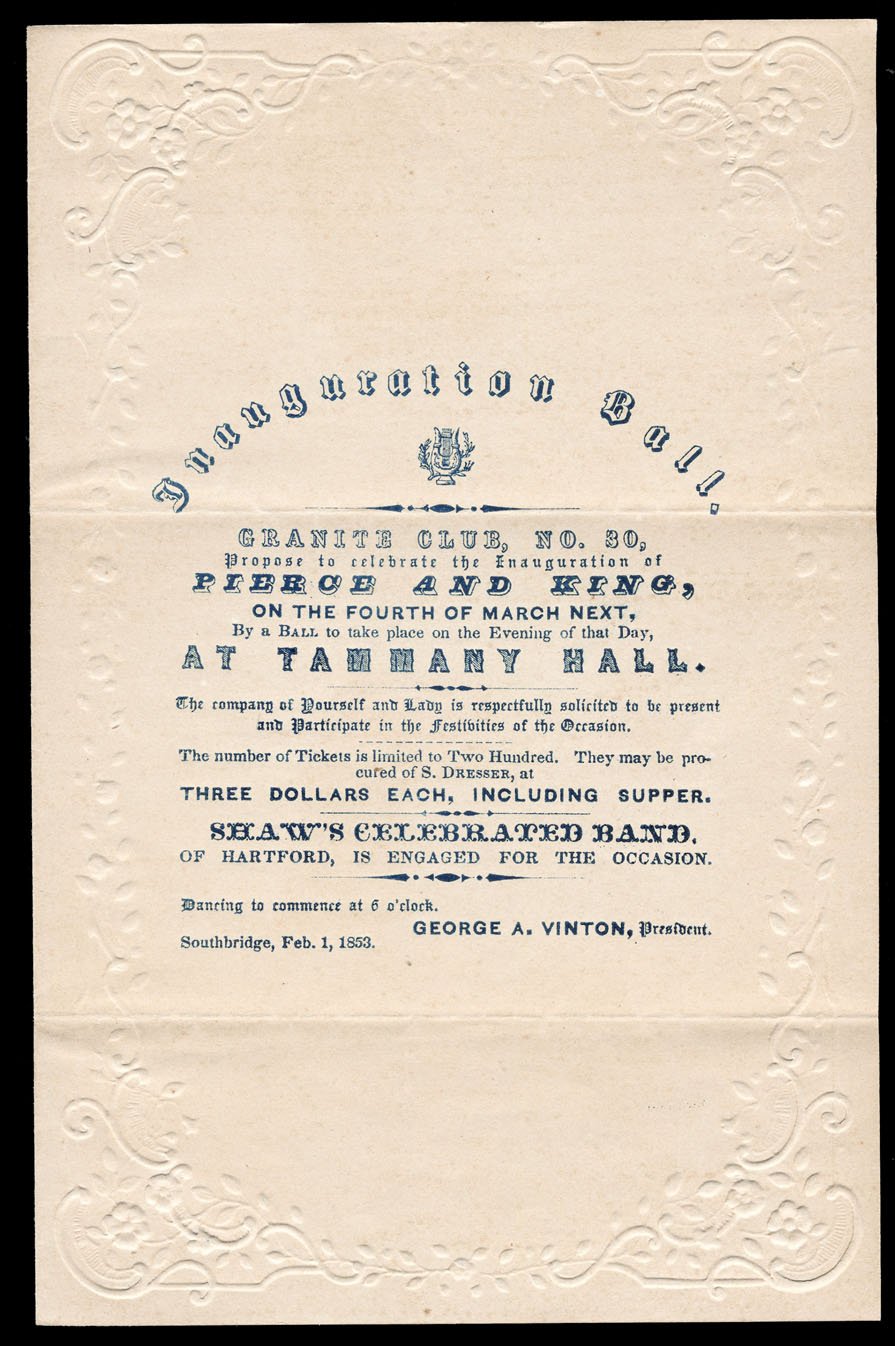 Inauguration Ball.
GRANITE CLUB, NO. 30,
Propose to celebrate the Inauguration of
PIERCE AND KING,
ON THE FOURTH OF MARCH NEXT,
By a BALL to take place on the Evening of that Day,
AT TAMMANY HALL.
The company of Yourself and Lady is respectfully solicited to be present
and Participate in the Festivities of the Occasion.
The number of Tickets is limited to Two Hundred. They may be pro-
cured of S. DRESSER, at
THREE DOLLARS EACH, INCLUDING SUPPER.
SHAW'S CELEBRATED BAND,
OF HARTFORD, IS ENGAGED FOR THE OCCASION.
Dancing to commence at 6 o'clock.
GEORGE A. VINTON, President.
Southbridge, Feb. 1, 1853.